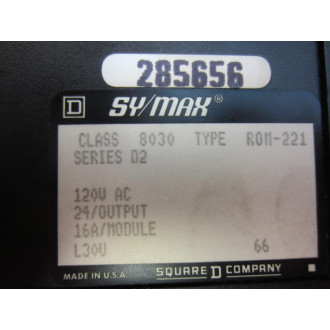 285656
D SY/MAX®
CLASS 8030 TYPE ROM-221
SERIES D2
120V AC
2A/OUTPUT
16A/MODULE
L30U 66
MADE IN U.S.A. SQUARE D COMPANY